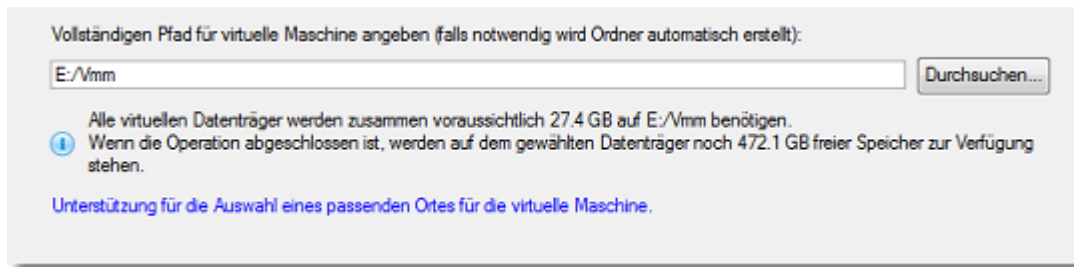 Vollständigen Pfad für virtuelle Maschine angeben (falls notwendig wird Ordner automatisch erstellt):
E:/Vmm
Durchsuchen...
Alle virtuellen Datenträger werden zusammen voraussichtlich 27.4 GB auf E:/Vmm benötigen.
Wenn die Operation abgeschlossen ist, werden auf dem gewählten Datenträger noch 472.1 GB freier Speicher zur Verfügung
stehen.
Unterstützung für die Auswahl eines passenden Ortes für die virtuelle Maschine.